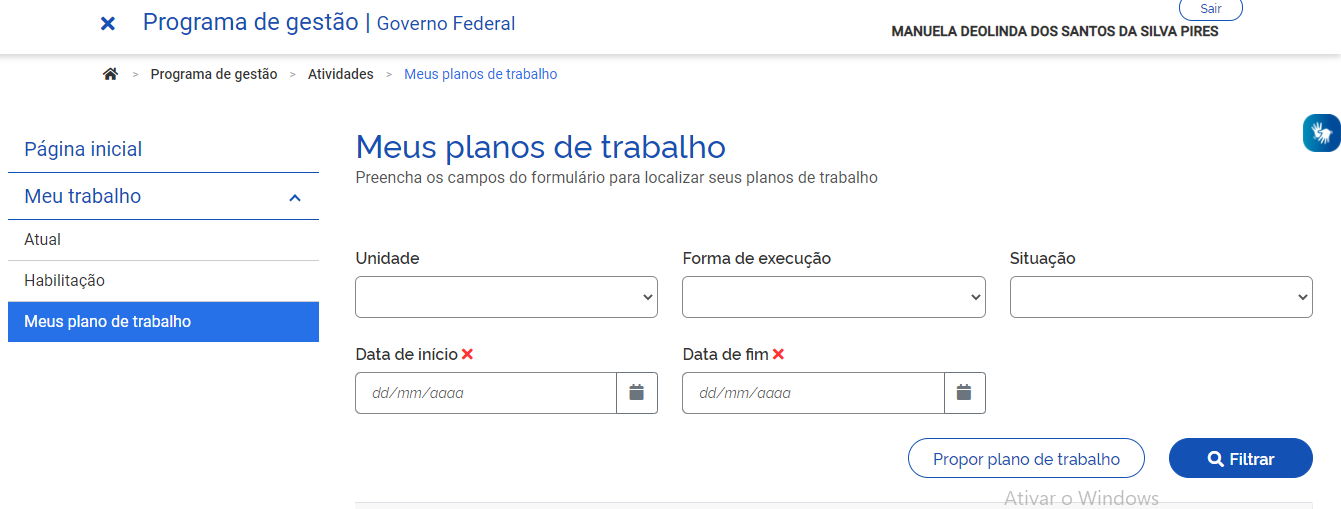 Programa de gestão | Governo Federal
Sair
MANUELA DEOLINDA DOS SANTOS DA SILVA PIRES
> Programa de gestão > Atividades > Meus planos de trabalho
Página inicial
Meu trabalho
Atual
Habilitação
Meus plano de trabalho
Meus planos de trabalho
Preencha os campos do formulário para localizar seus planos de trabalho
Unidade Forma de execução Situação
Data de início Data de fim
dd/mm/aaaa dd/mm/aaaa
Propor plano de trabalho Filtrar
Ativar o Windows